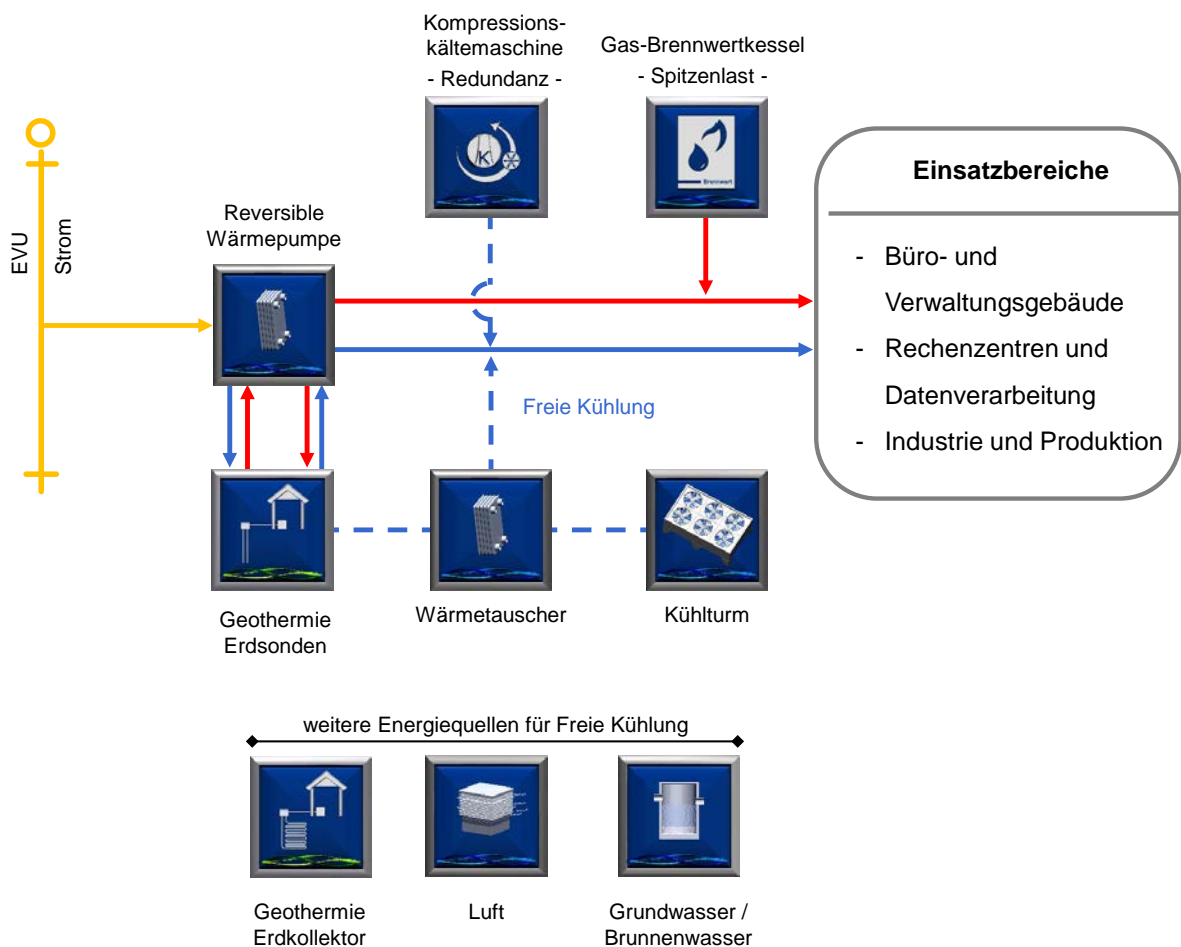 Kompressions-
kältemaschine
- Redundanz -
Gas-Brennwertkessel
- Spitzenlast -
K
Brennwert
EVU
Strom
Reversible
Wärmepumpe
Einsatzbereiche
- Büro- und
Verwaltungsgebäude
- Rechenzentren und
Datenverarbeitung
- Industrie und Produktion
Freie Kühlung
Geothermie
Erdsonden
Wärmetauscher
Kühlturm
weitere Energiequellen für Freie Kühlung
Geothermie
Erdkollektor
Luft
Grundwasser /
Brunnenwasser